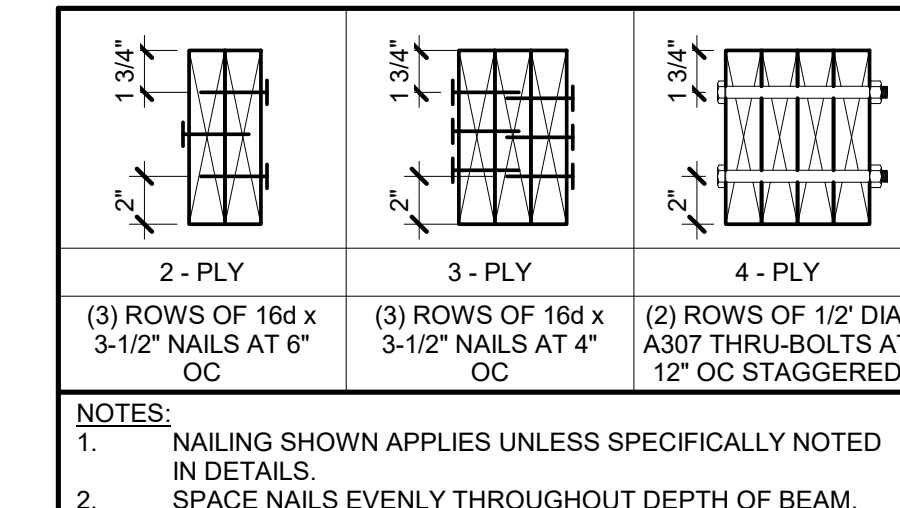 1 3/4"
2"
1 3/4"
2"
1 3/4"
2"
2 - PLY
3 - PLY
4 - PLY
(3) ROWS OF 16d x
3-1/2" NAILS AT 6"
OC
(3) ROWS OF 16d x
3-1/2" NAILS AT 4"
OC
(2) ROWS OF 1/2' DIA
A307 THRU-BOLTS AT
12" OC STAGGERED
NOTES:
1. NAILING SHOWN APPLIES UNLESS SPECIFICALLY NOTED
IN DETAILS.
2. SPACE NAILS EVENLY THROUGHOUT DEPTH OF BEAM.